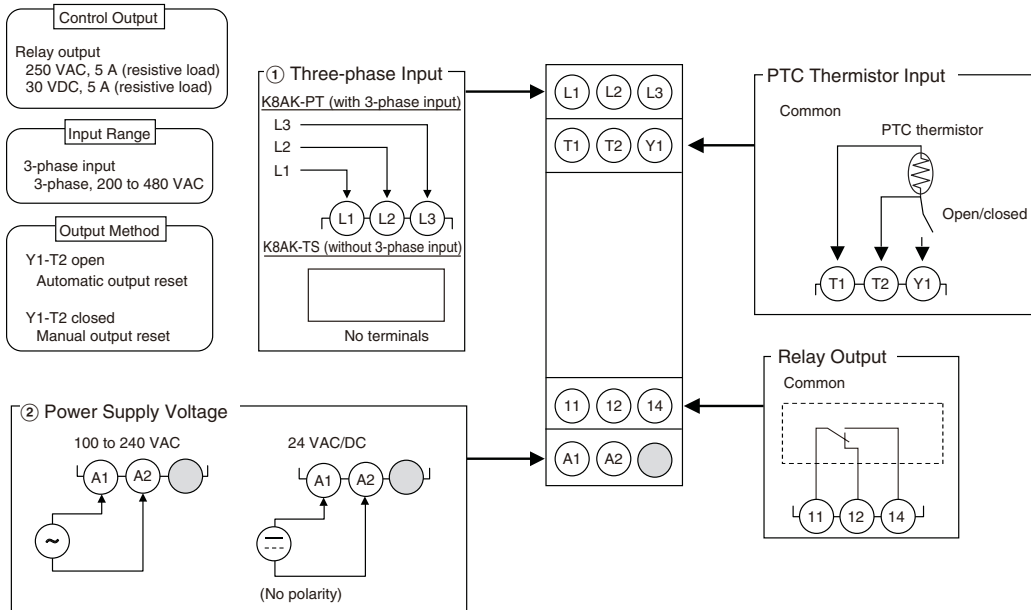 Control Output
Relay output
250 VAC, 5 A (resistive load)
30 VDC, 5 A (resistive load)
Input Range
3-phase input
3-phase, 200 to 480 VAC
Output Method
Y1-T2 open
Automatic output reset
Y1-T2 closed
Manual output reset
① Three-phase Input
K8AK-PT (with 3-phase input)
L3
L2
L1
L1 L2 L3
K8AK-TS (without 3-phase input)
No terminals
L1 L2 L3
T1 T2 Y1
11 12 14
A1 A2
PTC Thermistor Input
Common
PTC thermistor
Open/closed
T1 T2 Y1
Relay Output
Common
11 12 14
② Power Supply Voltage
100 to 240 VAC
A1 A2
24 VAC/DC
A1 A2
(No polarity)